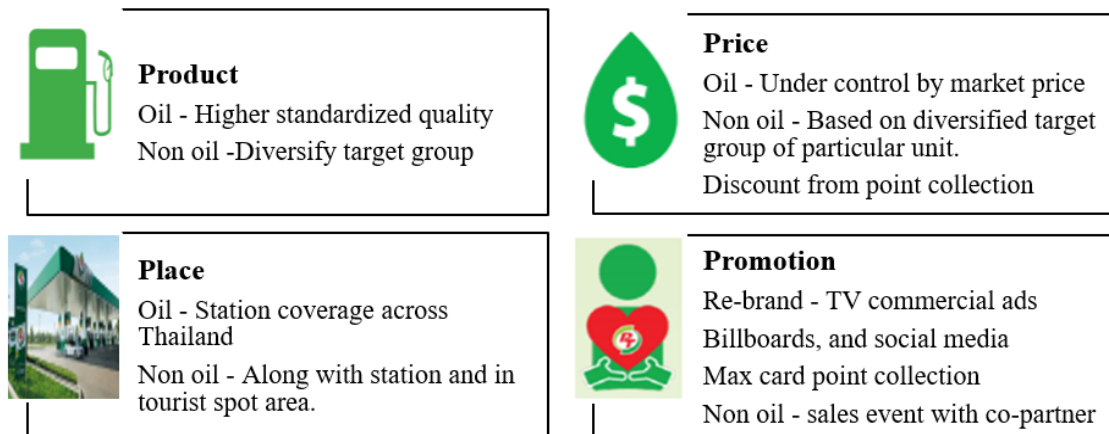 Product
Oil - Higher standardized quality
Non oil -Diversify target group
Price
Oil - Under control by market price
Non oil - Based on diversified target
group of particular unit.
Discount from point collection
Place
Oil - Station coverage across
Thailand
Non oil - Along with station and in
tourist spot area.
Promotion
Re-brand - TV commercial ads
Billboards, and social media
Max card point collection
Non oil - sales event with co-partner
$
PT